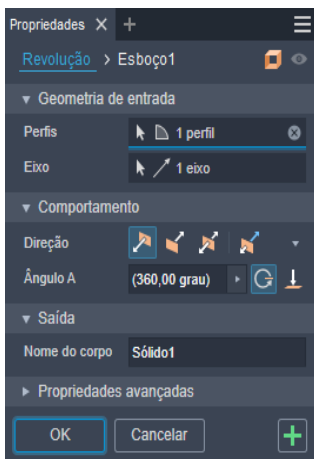 Propriedades X +
Revolução > Esboço1
Geometria de entrada
Perfis 1 perfil
Eixo 1 eixo
Comportamento
Direção
Ângulo A (360,00 grau)
Saída
Nome do corpo Sólido1
Propriedades avançadas
OK Cancelar +